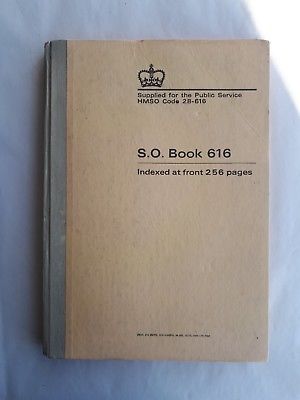 Supplied for the Public Service
HMSO Code 28-616
S.O. Book 616
Indexed at front 256 pages